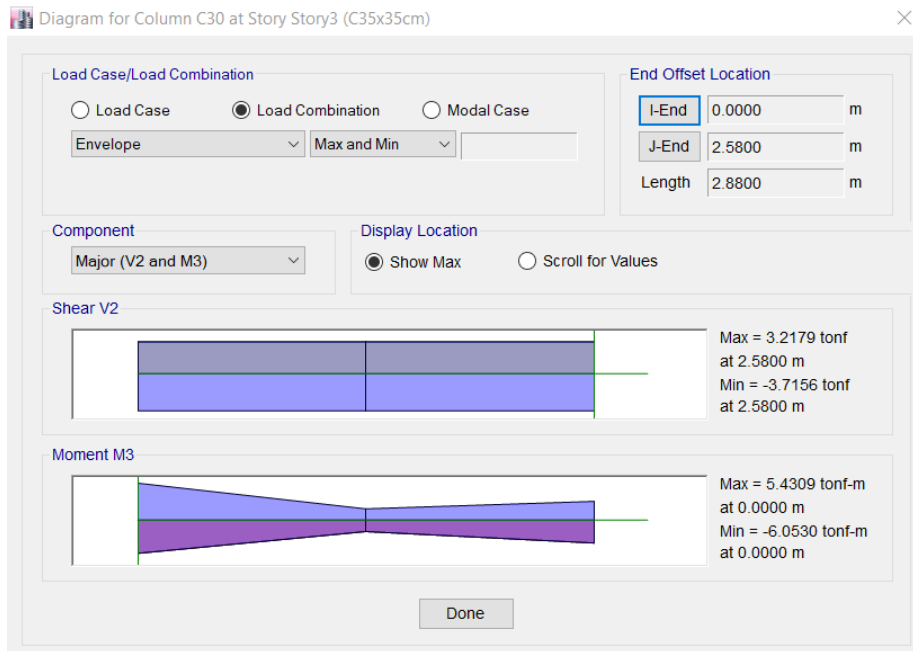 Diagram for Column C30 at Story Story3 (C35x35cm)
Load Case/Load Combination
Load Case Load Combination Modal Case
Envelope Max and Min
End Offset Location
I-End 0.0000 m
J-End 2.5800 m
Length 2.8800 m
Component
Major (V2 and M3)
Display Location
Show Max Scroll for Values
Shear V2
Max = 3.2179 tonf
at 2.5800 m
Min = -3.7156 tonf
at 2.5800 m
Moment M3
Max = 5.4309 tonf-m
at 0.0000 m
Min = -6.0530 tonf-m
at 0.0000 m
Done